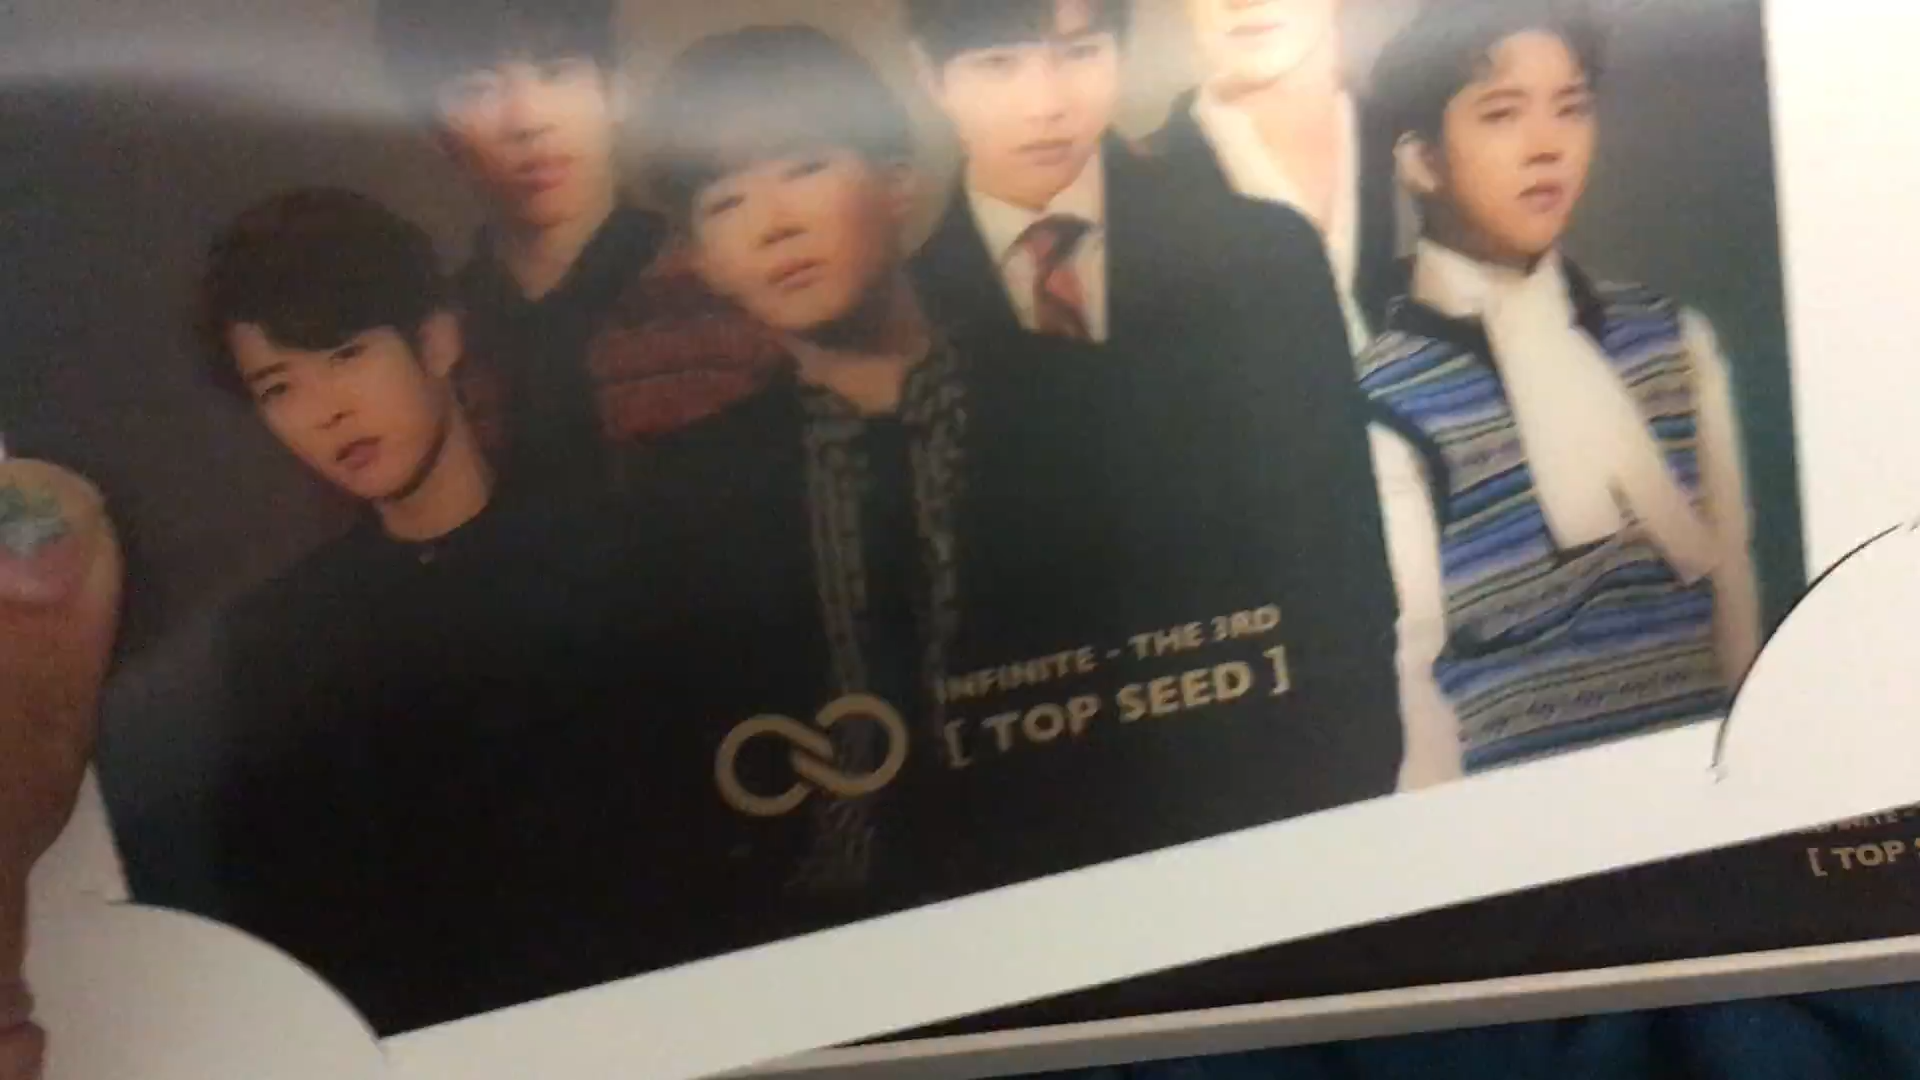 INFINITE - THE 3RD
[ TOP SEED ]
[ TOP